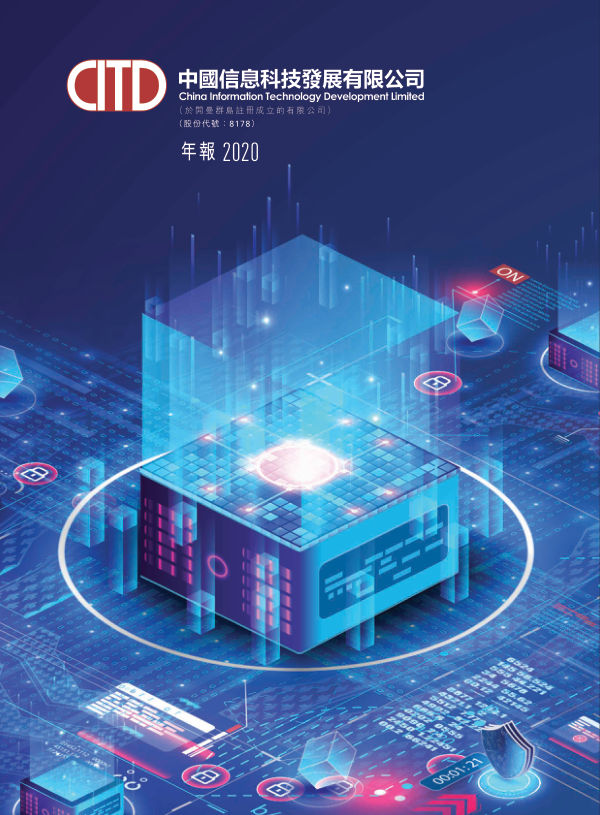 CITD
中國信息科技發展有限公司
China Information Technology Development Limited
（於開曼群島註冊成立的有限公司）
（股份代號：8178）
年報 2020
ON
00:01:21